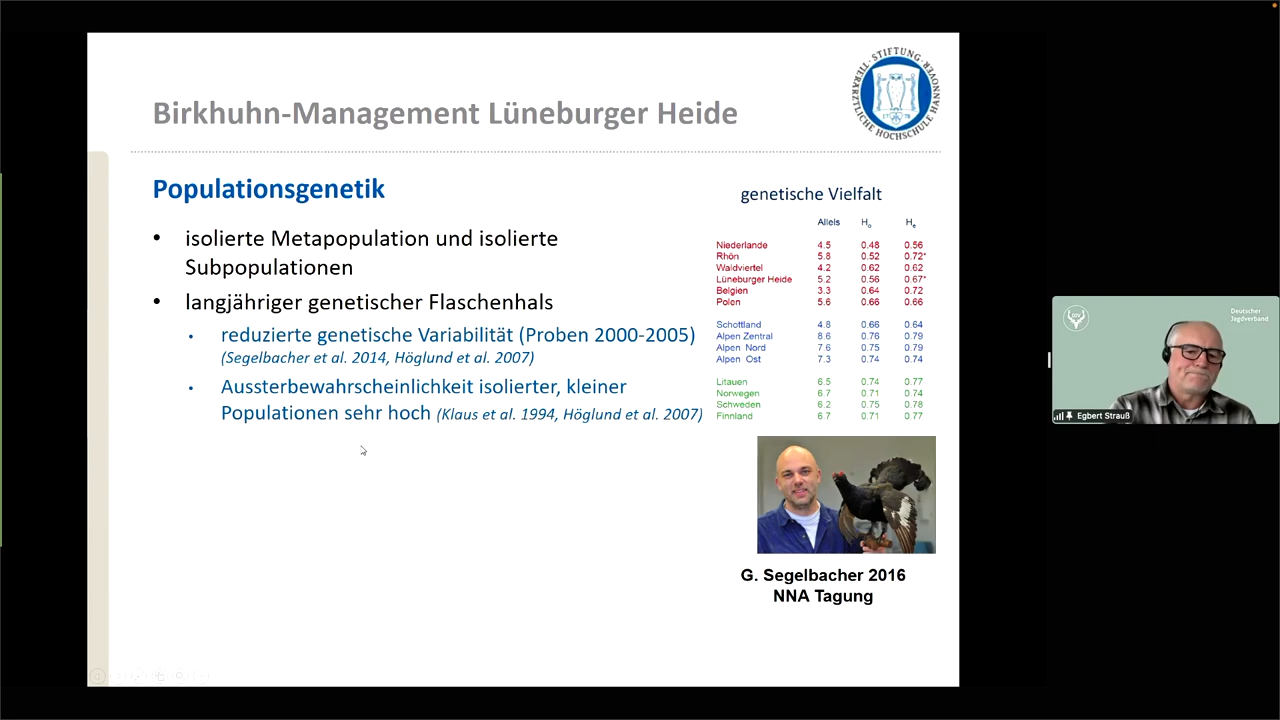 STIFTUNG · TIERÄRZTLICHE HOCHSCHULE HANNOVER ·
1778
Birkhuhn-Management Lüneburger Heide
Populationsgenetik
• isolierte Metapopulation und isolierte
Subpopulationen
• langjähriger genetischer Flaschenhals
• reduzierte genetische Variabilität (Proben 2000-2005)
(Segelbacher et al. 2014, Höglund et al. 2007)
• Aussterbewahrscheinlichkeit isolierter, kleiner
Populationen sehr hoch (Klaus et al. 1994, Höglund et al. 2007)
genetische Vielfalt
Allels Ho He
Niederlande 4.5 0.48 0.56
Rhön 5.8 0.52 0.72*
Waldviertel 4.2 0.62 0.62
Lüneburger Heide 5.2 0.56 0.67*
Belgien 3.3 0.64 0.72
Polen 5.6 0.66 0.66
Schottland 4.8 0.66 0.64
Alpen Zentral 8.6 0.76 0.79
Alpen Nord 7.6 0.75 0.79
Alpen Ost 7.3 0.74 0.74
Litauen 6.5 0.74 0.77
Norwegen 6.7 0.71 0.74
Schweden 6.2 0.75 0.78
Finnland 6.7 0.71 0.77
G. Segelbacher 2016
NNA Tagung
Deutscher
Jagdverband
Egbert Strauß